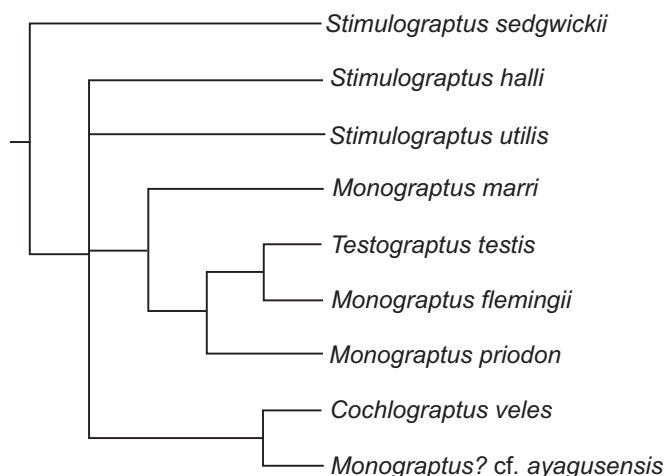 Stimulograptus sedgwickii
Stimulograptus halli
Stimulograptus utilis
Monograptus marri
Testograptus testis
Monograptus flemingii
Monograptus priodon
Cochlograptus veles
Monograptus? cf. ayagusensis